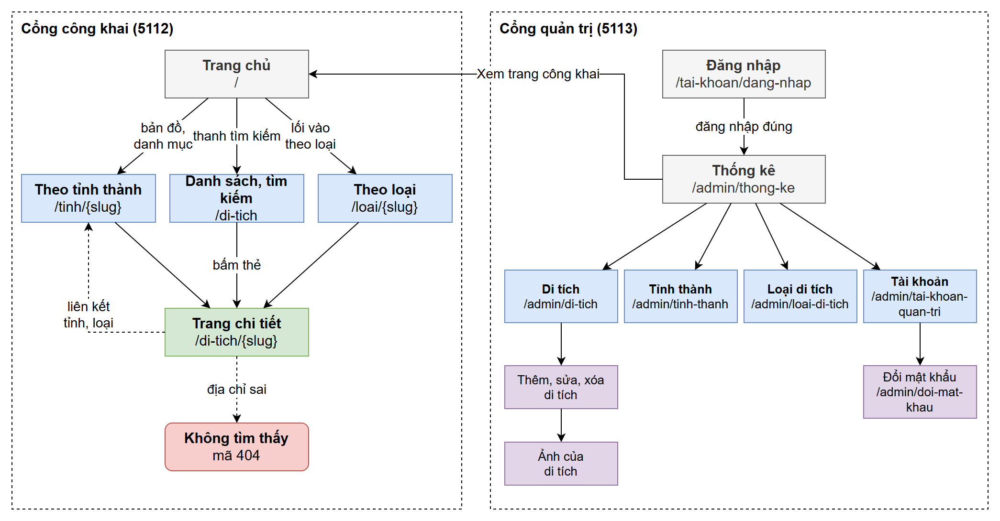 Cổng công khai (5112)
Trang chủ
/
bản đồ,
danh mục
thanh tìm kiếm
lối vào
theo loại
Theo tỉnh thành
/tinh/{slug}
Danh sách, tìm
kiếm
/di-tich
Theo loại
/loai/{slug}
bấm thẻ
liên kết
tỉnh, loại
Trang chi tiết
/di-tich/{slug}
địa chỉ sai
Không tìm thấy
mã 404
Xem trang công khai
Cổng quản trị (5113)
Đăng nhập
/tai-khoan/dang-nhap
đăng nhập đúng
Thống kê
/admin/thong-ke
Di tích
/admin/di-tich
Tỉnh thành
/admin/tinh-thanh
Loại di tích
/admin/loai-di-tich
Tài khoản
/admin/tai-khoan-
quan-tri
Thêm, sửa, xóa
di tích
Đổi mật khẩu
/admin/doi-mat-
khau
Ảnh của
di tích